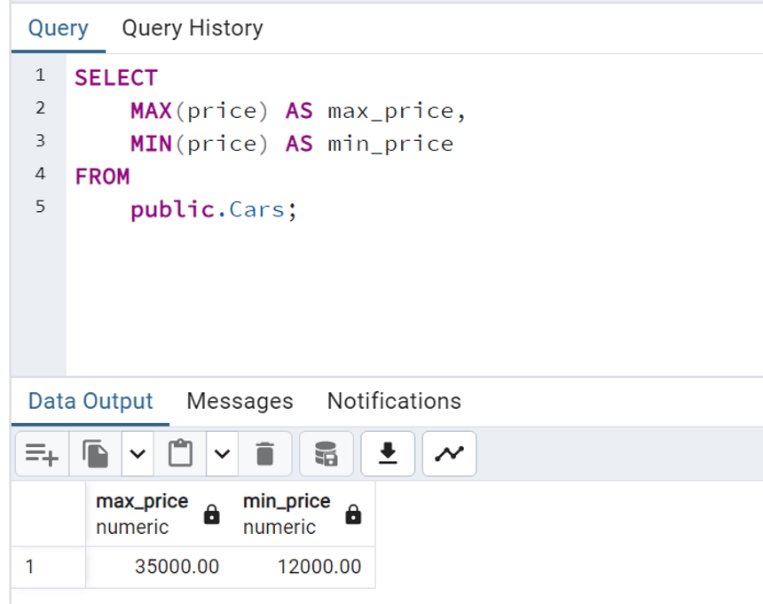 Query Query History
1 SELECT
2 MAX(price) AS max_price,
3 MIN(price) AS min_price
4 FROM
5 public.Cars;
Data Output Messages Notifications
max_price min_price
numeric numeric
1 35000.00 12000.00